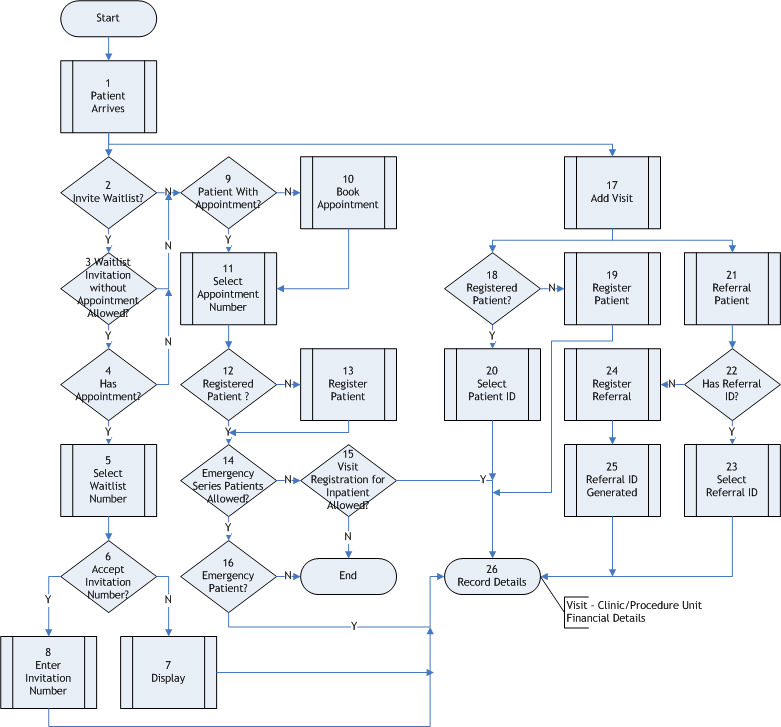 Start
1
Patient
Arrives
2
Invite Waitlist?
N
Y
3 Waitlist
Invitation
without
Appointment
Allowed?
N
Y
4
Has
Appointment?
N
Y
5
Select
Waitlist
Number
6
Accept
Invitation
Number?
Y
N
8
Enter
Invitation
Number
7
Display
9
Patient With
Appointment?
N
Y
10
Book
Appointment
11
Select
Appointment
Number
12
Registered
Patient ?
N
Y
13
Register
Patient
14
Emergency
Series Patients
Allowed?
N
Y
15
Visit
Registration for
Inpatient
Allowed?
Y
N
16
Emergency
Patient?
N
Y
End
17
Add Visit
18
Registered
Patient?
N
Y
19
Register
Patient
20
Select
Patient ID
21
Referral
Patient
22
Has Referral
ID?
N
Y
24
Register
Referral
25
Referral ID
Generated
23
Select
Referral ID
26
Record Details
Visit - Clinic/Procedure Unit
Financial Details